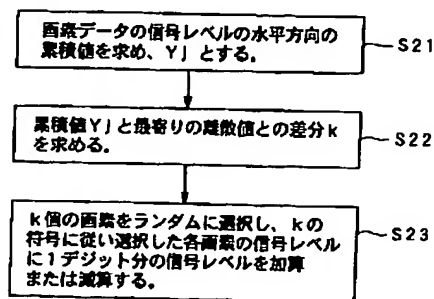 画素データの信号レベルの水平方向の
累積値を求め、Yjとする。
S21
累積値Yjと最寄りの離散値との差分k
を求める。
S22
k個の画素をランダムに選択し、kの
符号に従い選択した各画素の信号レベル
に1デジット分の信号レベルを加算
または減算する。
S23